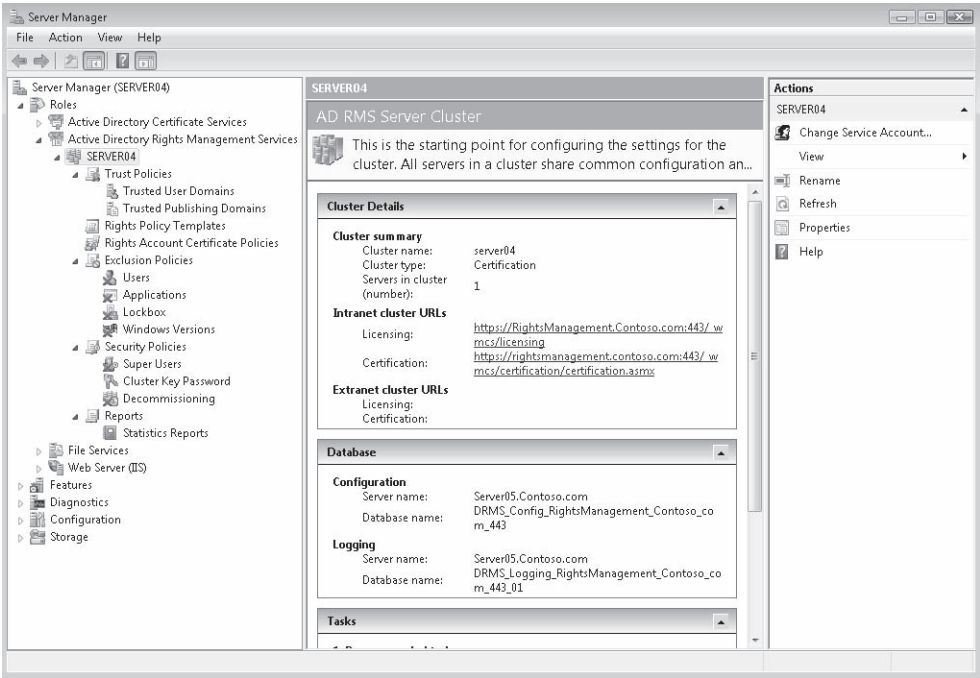 Server Manager
File Action View Help
Server Manager (SERVER04)
Roles
Active Directory Certificate Services
Active Directory Rights Management Services
SERVER04
Trust Policies
Trusted User Domains
Trusted Publishing Domains
Rights Policy Templates
Rights Account Certificate Policies
Exclusion Policies
Users
Applications
Lockbox
Windows Versions
Security Policies
Super Users
Cluster Key Password
Decommissioning
Reports
Statistics Reports
File Services
Web Server (IIS)
Features
Diagnostics
Configuration
Storage
SERVER04
AD RMS Server Cluster
This is the starting point for configuring the settings for the
cluster. All servers in a cluster share common configuration an...
Cluster Details
Cluster summary
Cluster name: server04
Cluster type: Certification
Servers in cluster
(number): 1
Intranet cluster URLs
Licensing: https://RightsManagement.Contoso.com:443/_w
mcs/licensing
Certification: https://rightsmanagement.contoso.com:443/_w
mcs/certification/certification.asmx
Extranet cluster URLs
Licensing:
Certification:
Database
Configuration
Server name: Server05.Contoso.com
Database name: DRMS_Config_RightsManagement_Contoso_co
m_443
Logging
Server name: Server05.Contoso.com
Database name: DRMS_Logging_RightsManagement_Contoso_co
m_443_01
Tasks
Actions
SERVER04
Change Service Account...
View
Rename
Refresh
Properties
Help